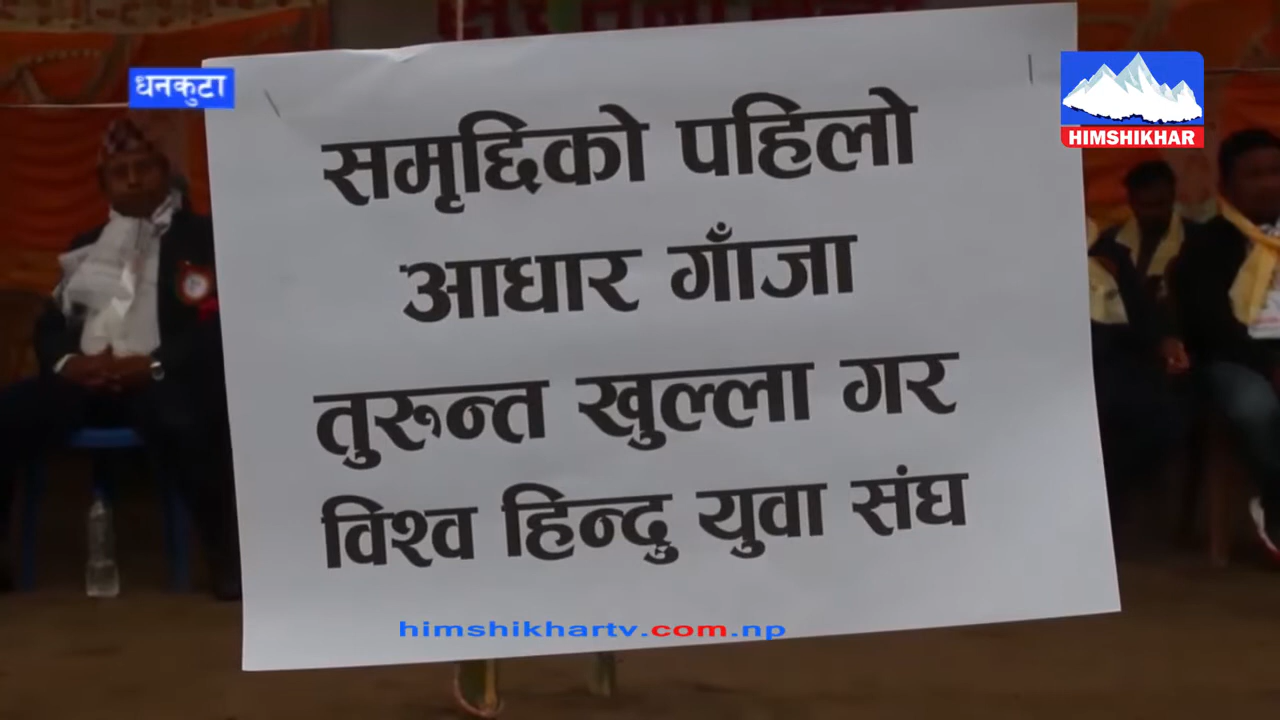 धनकुटा
HIMSHIKHAR
समृद्दिको पहिलो
आधार गाँजा
तुरुन्त खुल्ला गर
विश्व हिन्दु युवा संघ
himshikhartv.com.np